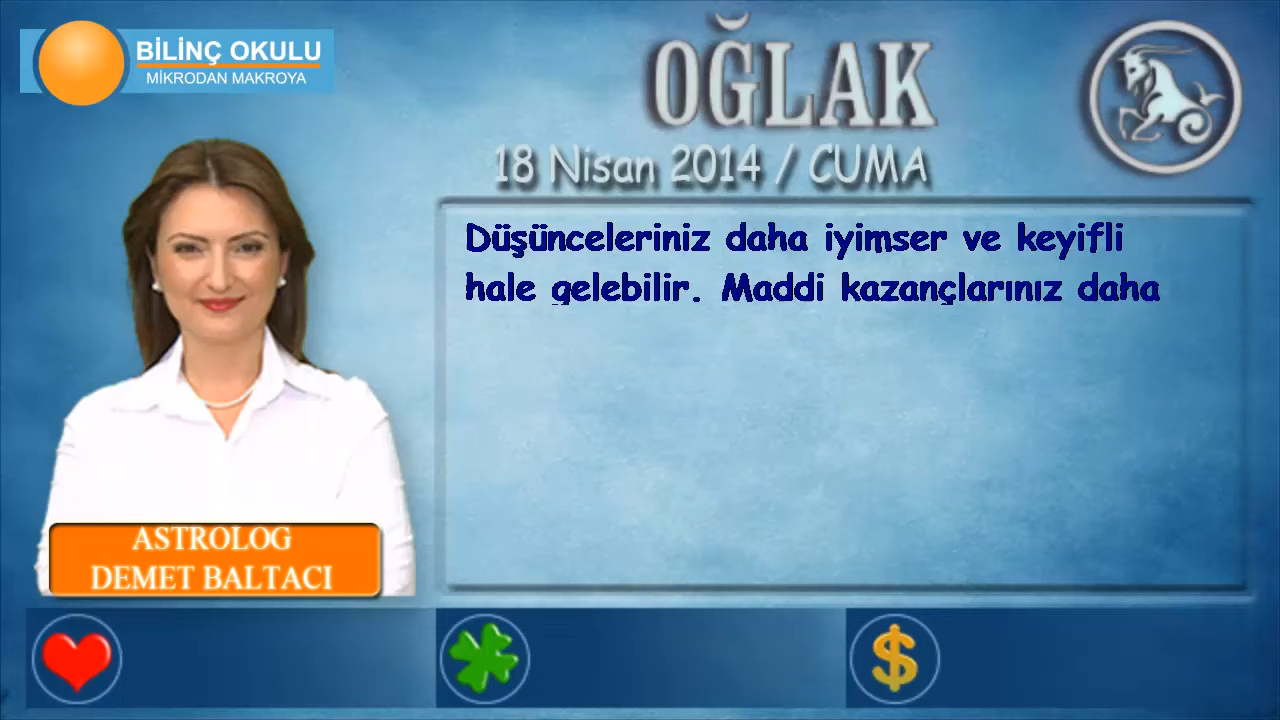 BİLİNÇ OKULU
MİKRODAN MAKROYA
OĞLAK
18 Nisan 2014 / CUMA
Düşünceleriniz daha iyimser ve keyifli
hale gelebilir. Maddi kazançlarınız daha
ASTROLOG
DEMET BALTACI